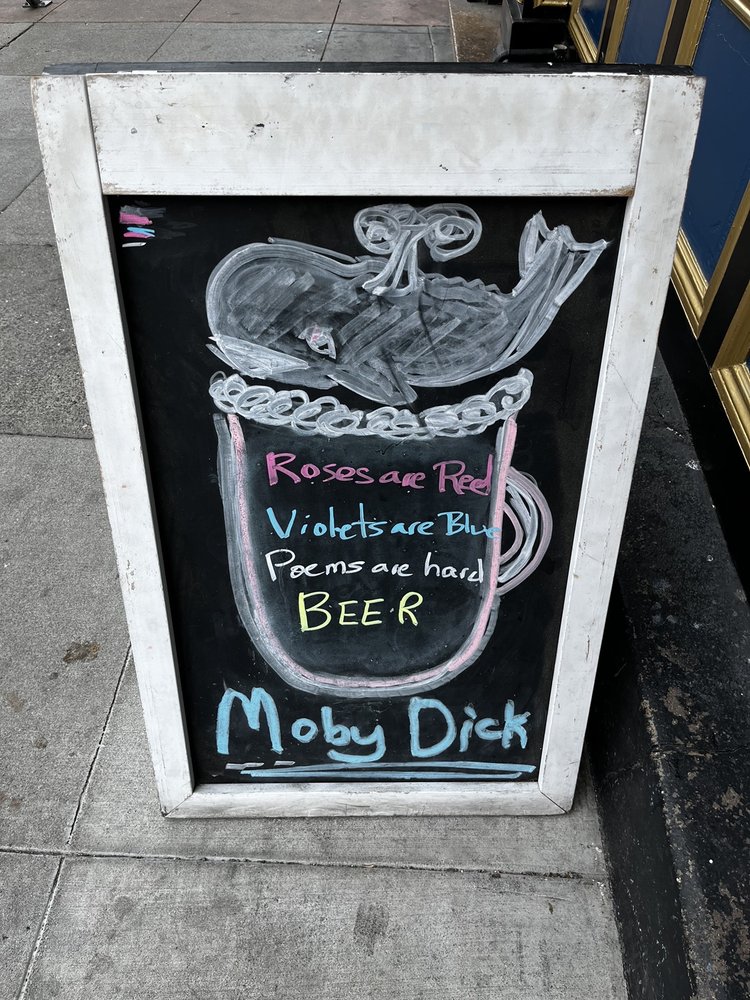 Roses are Red
Violets are Blue
Poems are hard
BEER
Moby Dick